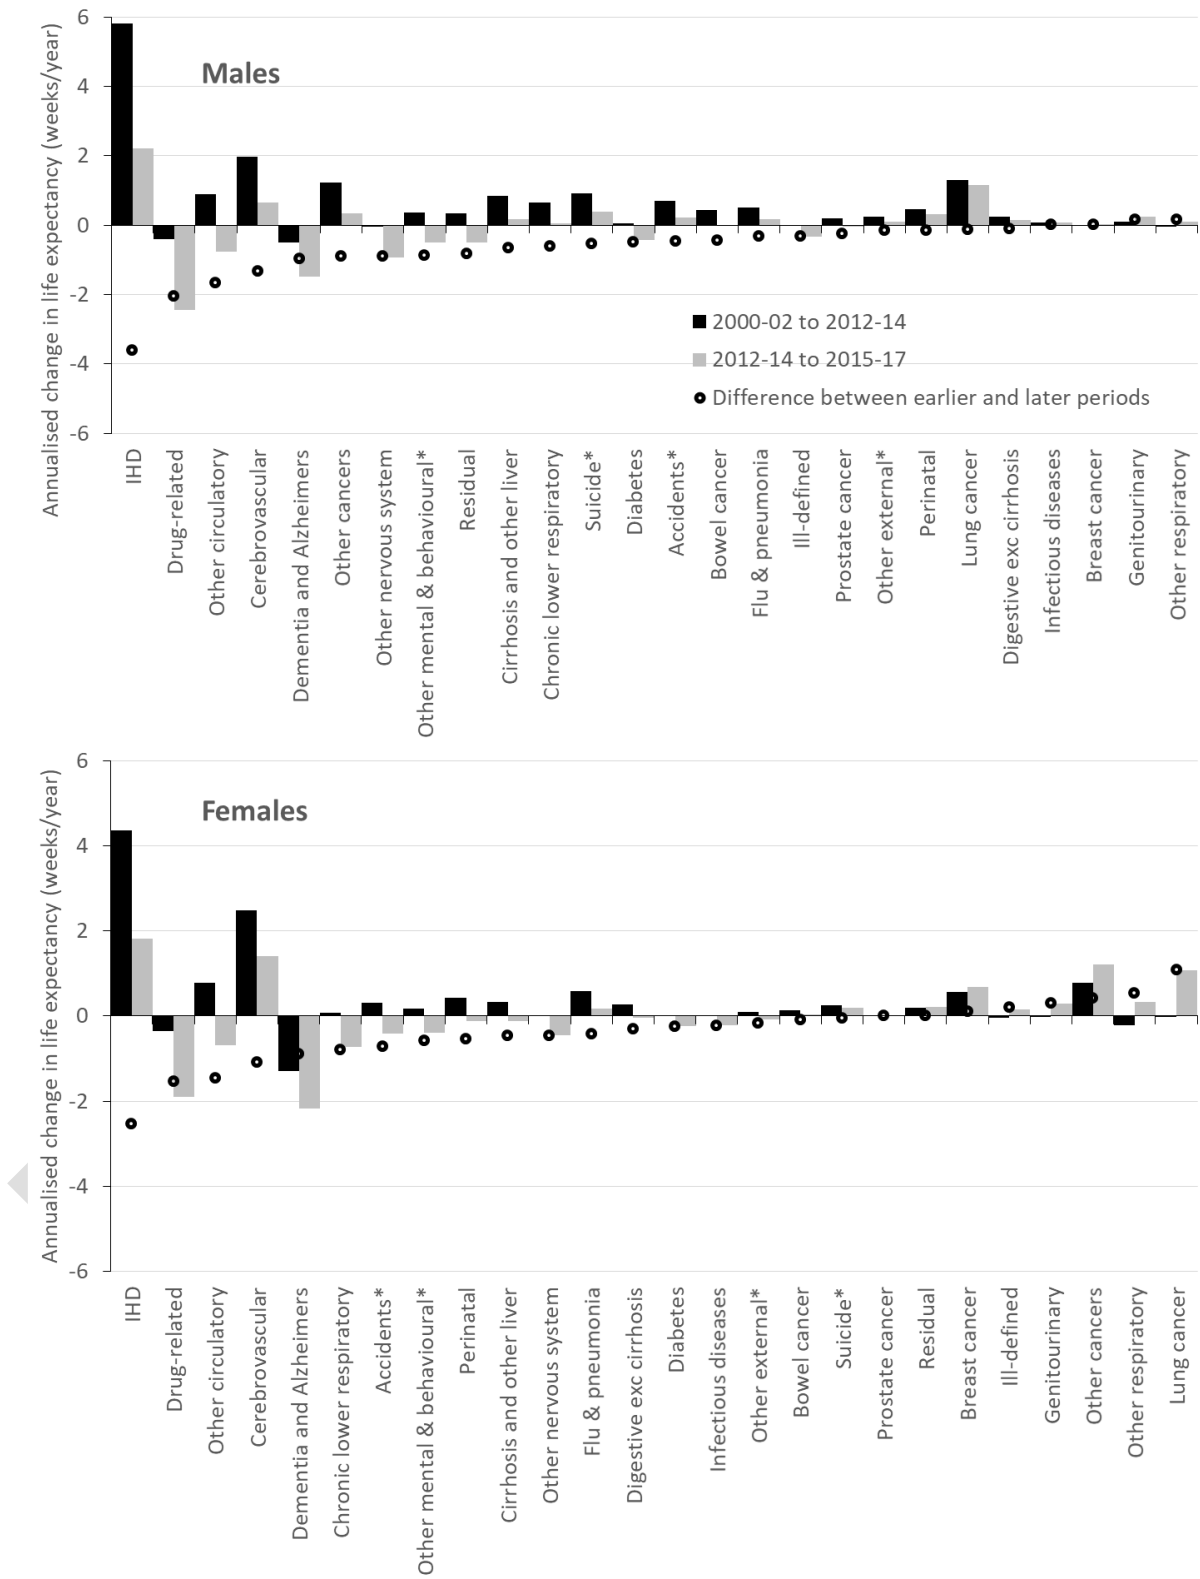 Annualised change in life expectancy (weeks/year)
6
4
2
0
-2
-4
-6
Males
2000-02 to 2012-14
2012-14 to 2015-17
Difference between earlier and later periods
IHD
Drug-related
Other circulatory
Cerebrovascular
Dementia and Alzheimers
Other cancers
Other nervous system
Other mental & behavioural*
Residual
Cirrhosis and other liver
Chronic lower respiratory
Suicide*
Diabetes
Accidents*
Bowel cancer
Flu & pneumonia
Ill-defined
Prostate cancer
Other external*
Perinatal
Lung cancer
Digestive exc cirrhosis
Infectious diseases
Breast cancer
Genitourinary
Other respiratory
Annualised change in life expectancy (weeks/year)
6
4
2
0
-2
-4
-6
Females
IHD
Drug-related
Other circulatory
Cerebrovascular
Dementia and Alzheimers
Chronic lower respiratory
Accidents*
Other mental & behavioural*
Perinatal
Cirrhosis and other liver
Other nervous system
Flu & pneumonia
Digestive exc cirrhosis
Diabetes
Infectious diseases
Other external*
Bowel cancer
Suicide*
Prostate cancer
Residual
Breast cancer
Ill-defined
Genitourinary
Other cancers
Other respiratory
Lung cancer